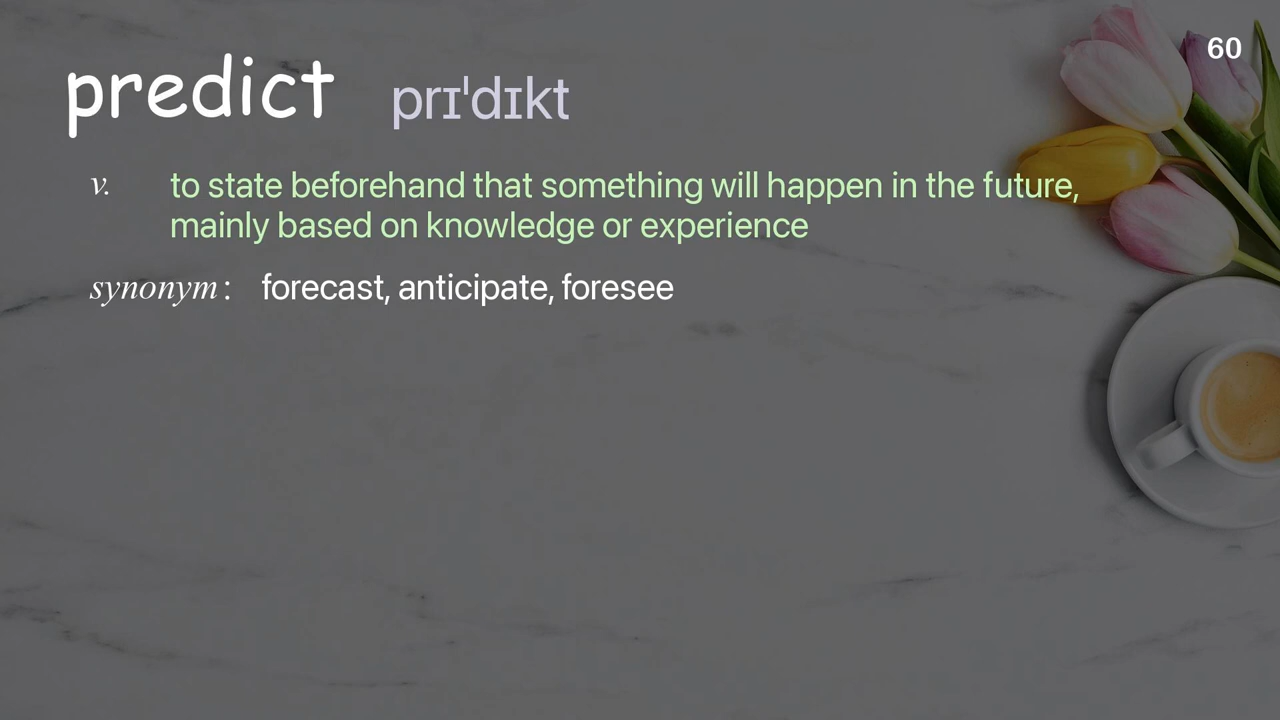 60
predict prɪˈdɪkt
v. to state beforehand that something will happen in the future,
mainly based on knowledge or experience
synonym : forecast, anticipate, foresee